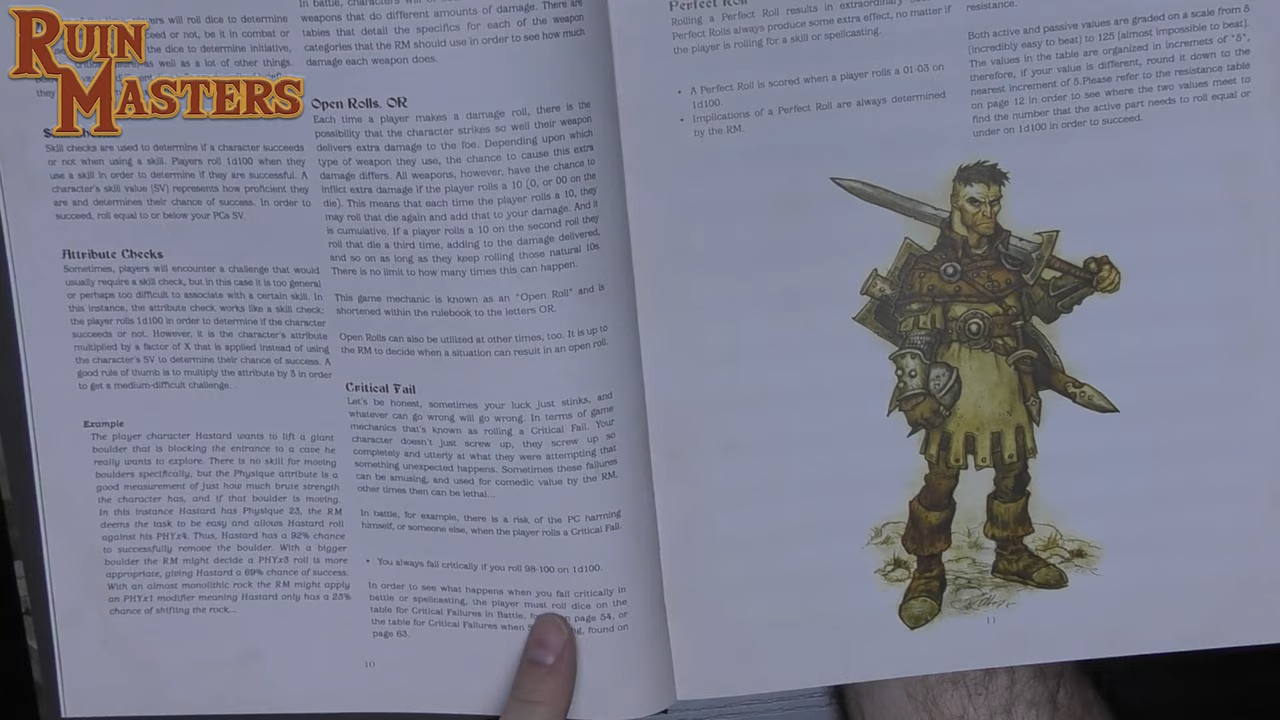 RUIN
MASTERS
players will roll dice to determine
or not, be it in combat or
the dice to determine initiative,
as well as a lot of other things.
Skill checks are used to determine if a character succeeds
or not when using a skill. Players roll 1d100 when they
use a skill in order to determine if they are successful. A
character's skill value (SV) represents how proficient they
are and determines their chance of success. In order to
succeed, roll equal to or below your PCs SV.
Attribute Checks
Sometimes, players will encounter a challenge that would
usually require a skill check, but in this case it is too general
or perhaps too difficult to associate with a certain skill. In
this instance, the attribute check works like a skill check;
the player rolls 1d100 in order to determine if the character
succeeds or not. However, it is the character's attribute
multiplied by a factor of X that is applied instead of using
the character's SV to determine their chance of success. A
good rule of thumb is to multiply the attribute by 3 in order
to get a medium-difficult challenge.
Example
The player character Hastard wants to lift a giant
boulder that is blocking the entrance to a cave he
really wants to explore. There is no skill for moving
boulders specifically, but the Physique attribute is a
good measurement of just how much brute strength
the character has, and if that boulder is moving.
In this instance Hastard has Physique 23, the RM
deems the task to be easy and allows Hastard roll
against his PHYx4. Thus, Hastard has a 92% chance
to successfully remove the boulder. With a bigger
boulder the RM might decide a PHYx3 roll is more
appropriate, giving Hastard a 69% chance of success.
With an almost monolithic rock the RM might apply
an PHYx1 modifier meaning Hastard only has a 23%
chance of shifting the rock...
In battle,
weapons that do different amounts of damage. There are
tables that detail the specifics for each of the weapon
categories that the RM should use in order to see how much
damage each weapon does.
Open Rolls, OR
Each time a player makes a damage roll, there is the
possibility that the character strikes so well their weapon
delivers extra damage to the foe. Depending upon which
type of weapon they use, the chance to cause this extra
damage differs. All weapons, however, have the chance to
inflict extra damage if the player rolls a 10 (0, or 00 on the
die). This means that each time the player rolls a 10, they
may roll that die again and add that to your damage. And it
is cumulative. If a player rolls a 10 on the second roll they
roll that die a third time, adding to the damage delivered,
and so on as long as they keep rolling those natural 10s.
There is no limit to how many times this can happen.
This game mechanic is known as an "Open Roll" and is
shortened within the rulebook to the letters OR.
Open Rolls can also be utilized at other times, too. It is up to
the RM to decide when a situation can result in an open roll.
Critical Fail
Let's be honest, sometimes your luck just stinks, and
whatever can go wrong will go wrong. In terms of game
mechanics that's known as rolling a Critical Fail. Your
character doesn't just screw up, they screw up so
completely and utterly at what they were attempting that
something unexpected happens. Sometimes these failures
can be amusing, and used for comedic value by the RM,
other times then can be lethal...
In battle, for example, there is a risk of the PC harming
himself, or someone else, when the player rolls a Critical Fail.
• You always fail critically if you roll 98-100 on 1d100.
In order to see what happens when you fail critically in
battle or spellcasting, the player must roll dice on the
table for Critical Failures in Battle, on page 54, or
the table for Critical Failures when found on
page 63.
10
Perfect Roll
Rolling a Perfect Roll results in extraordinary
Perfect Rolls always produce some extra effect, no matter if
the player is rolling for a skill or spellcasting.
• A Perfect Roll is scored when a player rolls a 01-03 on
1d100.
• Implications of a Perfect Roll are always determined
by the RM.
resistance.
Both active and passive values are graded on a scale from 5
(incredibly easy to beat) to 125 (almost impossible to beat).
The values in the table are organized in incremets of "5",
therefore, if your value is different, round it down to the
nearest increment of 5.Please refer to the resistance table
on page 12 in order to see where the two values meet to
find the number that the active part needs to roll equal or
under on 1d100 in order to succeed.
11